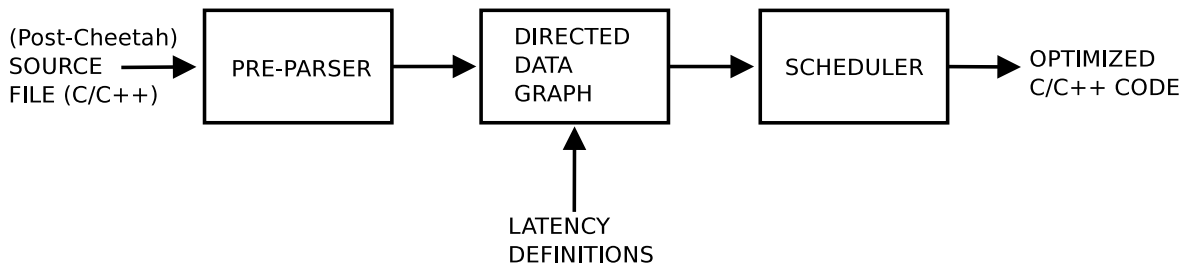 (Post-Cheetah)
SOURCE
FILE (C/C++)
PRE-PARSER
DIRECTED
DATA
GRAPH
SCHEDULER
OPTIMIZED
C/C++ CODE
LATENCY
DEFINITIONS